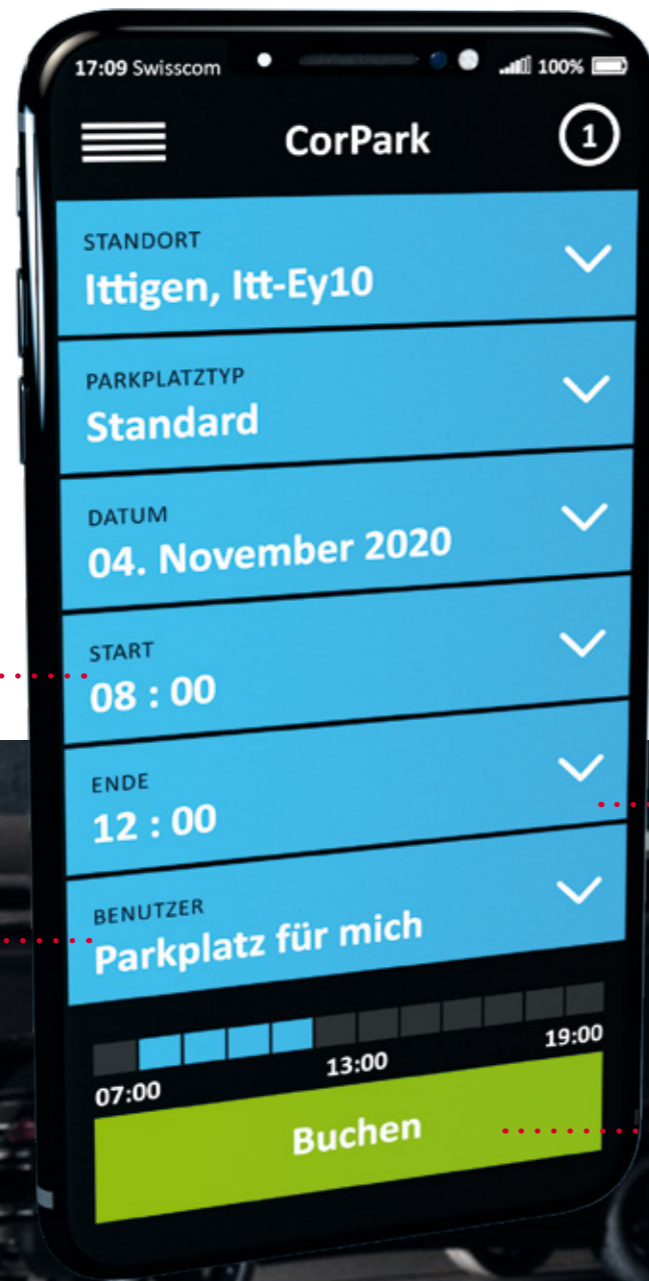 17:09 Swisscom 100%
CorPark 1
STANDORT
Ittigen, Itt-Ey10
PARKPLATZTYP
Standard
DATUM
04. November 2020
START
08 : 00
ENDE
12 : 00
BENUTZER
Parkplatz für mich
07:00 13:00 19:00
Buchen